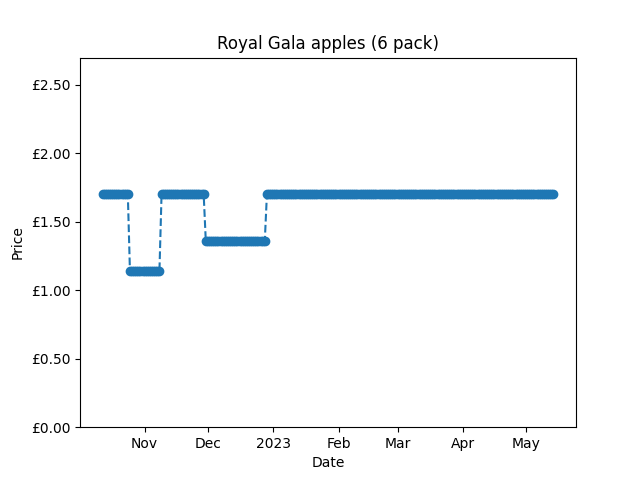 Royal Gala apples (6 pack)
£2.50
£2.00
£1.50
£1.00
£0.50
£0.00
Price
Nov Dec 2023 Feb Mar Apr May
Date